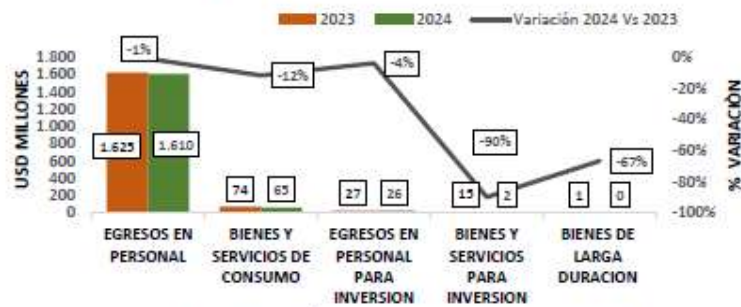 2023 2024 Variación 2024 Vs 2023
USD MILLONES
1.800
1.600
1.400
1.200
1.000
800
600
400
200
0
-1%
-12%
-4%
-90%
-67%
1.625 1.610
74 65
27 26
15 2
1 0
0%
-20%
-40%
-60%
-80%
-100%
% VARIACIÒN
EGRESOS EN
PERSONAL
BIENES Y
SERVICIOS DE
CONSUMO
EGRESOS EN
PERSONAL
PARA
INVERSION
BIENES Y
SERVICIOS
PARA
INVERSION
BIENES DE
LARGA
DURACION